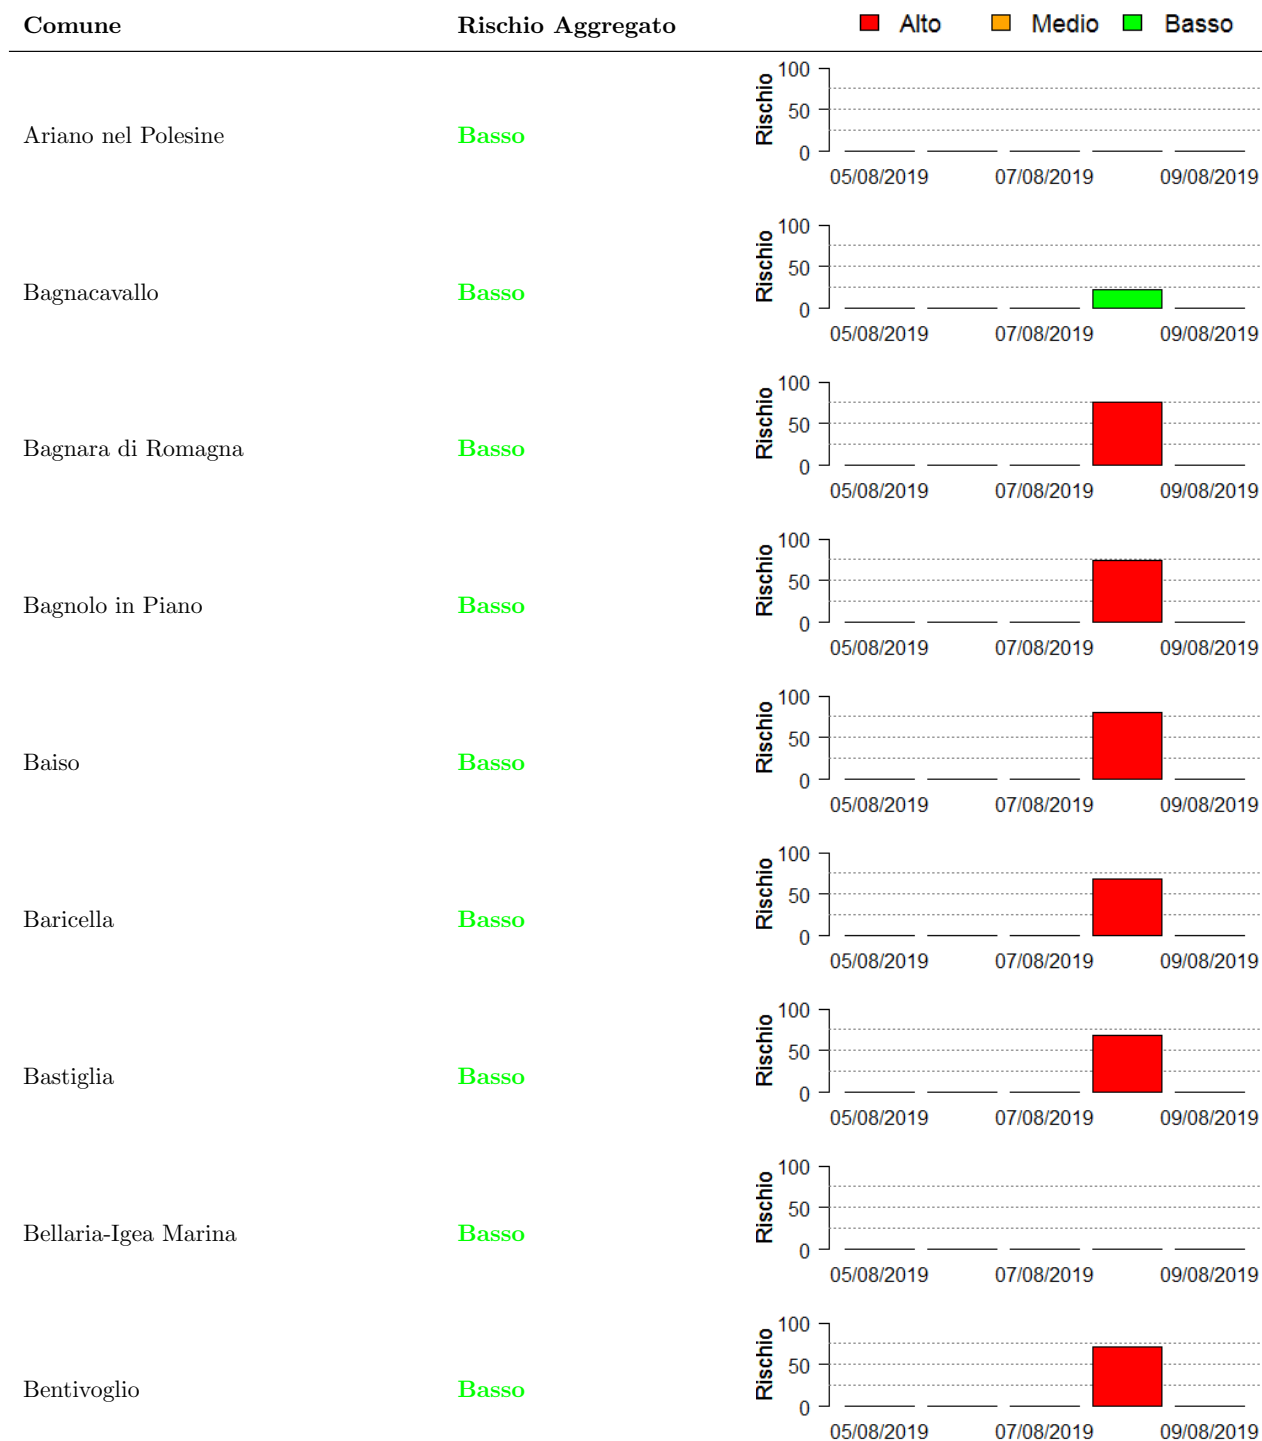 Comune Rischio Aggregato Alto Medio Basso
100
50
0
Rischio
Ariano nel Polesine Basso
05/08/2019 07/08/2019 09/08/2019
100
50
0
Rischio
Bagnacavallo Basso
05/08/2019 07/08/2019 09/08/2019
100
50
0
Rischio
Bagnara di Romagna Basso
05/08/2019 07/08/2019 09/08/2019
100
50
0
Rischio
Bagnolo in Piano Basso
05/08/2019 07/08/2019 09/08/2019
100
50
0
Rischio
Baiso Basso
05/08/2019 07/08/2019 09/08/2019
100
50
0
Rischio
Baricella Basso
05/08/2019 07/08/2019 09/08/2019
100
50
0
Rischio
Bastiglia Basso
05/08/2019 07/08/2019 09/08/2019
100
50
0
Rischio
Bellaria-Igea Marina Basso
05/08/2019 07/08/2019 09/08/2019
100
50
0
Rischio
Bentivoglio Basso
05/08/2019 07/08/2019 09/08/2019